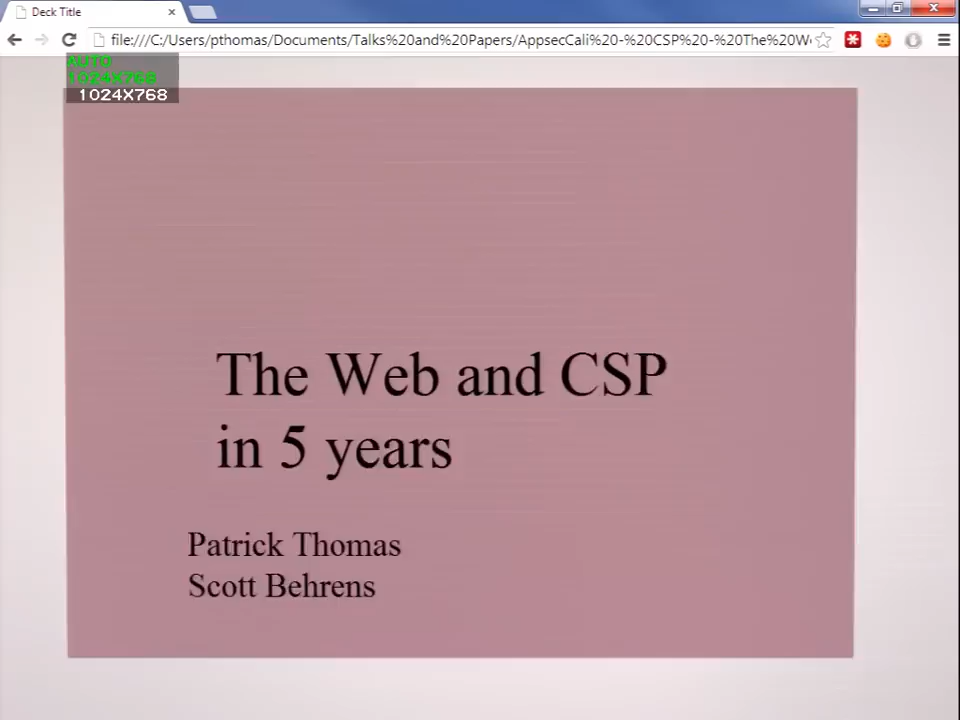 Deck Title
file:///C:/Users/pthomas/Documents/Talks%20and%20Papers/AppsecCali%20-%20CSP%20-%20The%20W
AUTO
1024X768
1024X768
The Web and CSP
in 5 years
Patrick Thomas
Scott Behrens